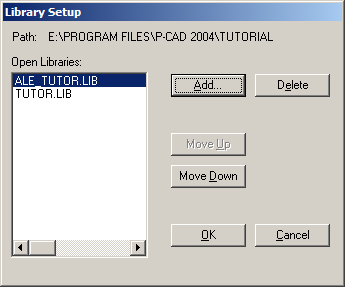 Library Setup
Path: E:\PROGRAM FILES\P-CAD 2004\TUTORIAL
Open Libraries:
ALE_TUTOR.LIB
TUTOR.LIB
Add...
Delete
Move Up
Move Down
OK
Cancel